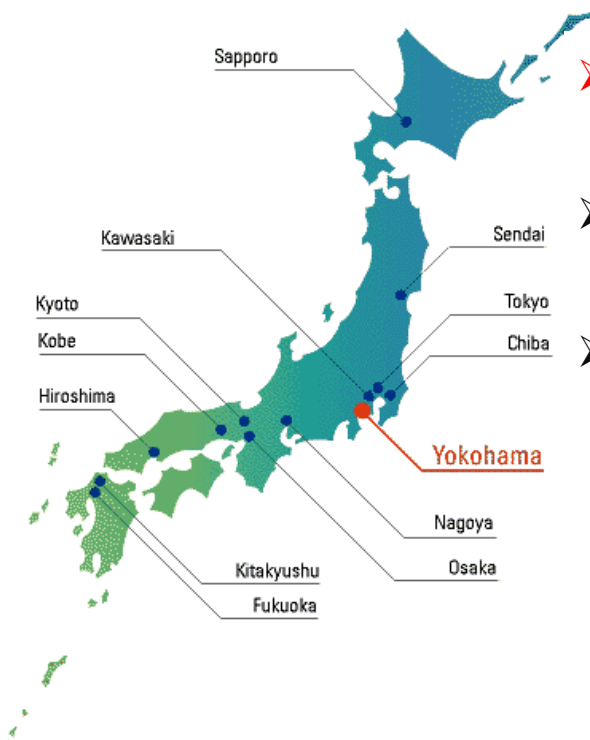 Sapporo
Kawasaki
Sendai
Kyoto
Tokyo
Kobe
Chiba
Hiroshima
Yokohama
Nagoya
Kitakyushu
Osaka
Fukuoka